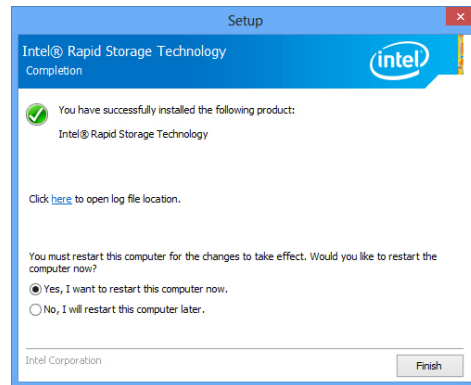 Setup
Intel® Rapid Storage Technology
Completion
intel
You have successfully installed the following product:
Intel® Rapid Storage Technology
Click here to open log file location.
You must restart this computer for the changes to take effect. Would you like to restart the
computer now?
Yes, I want to restart this computer now.
No, I will restart this computer later.
Intel Corporation
Finish